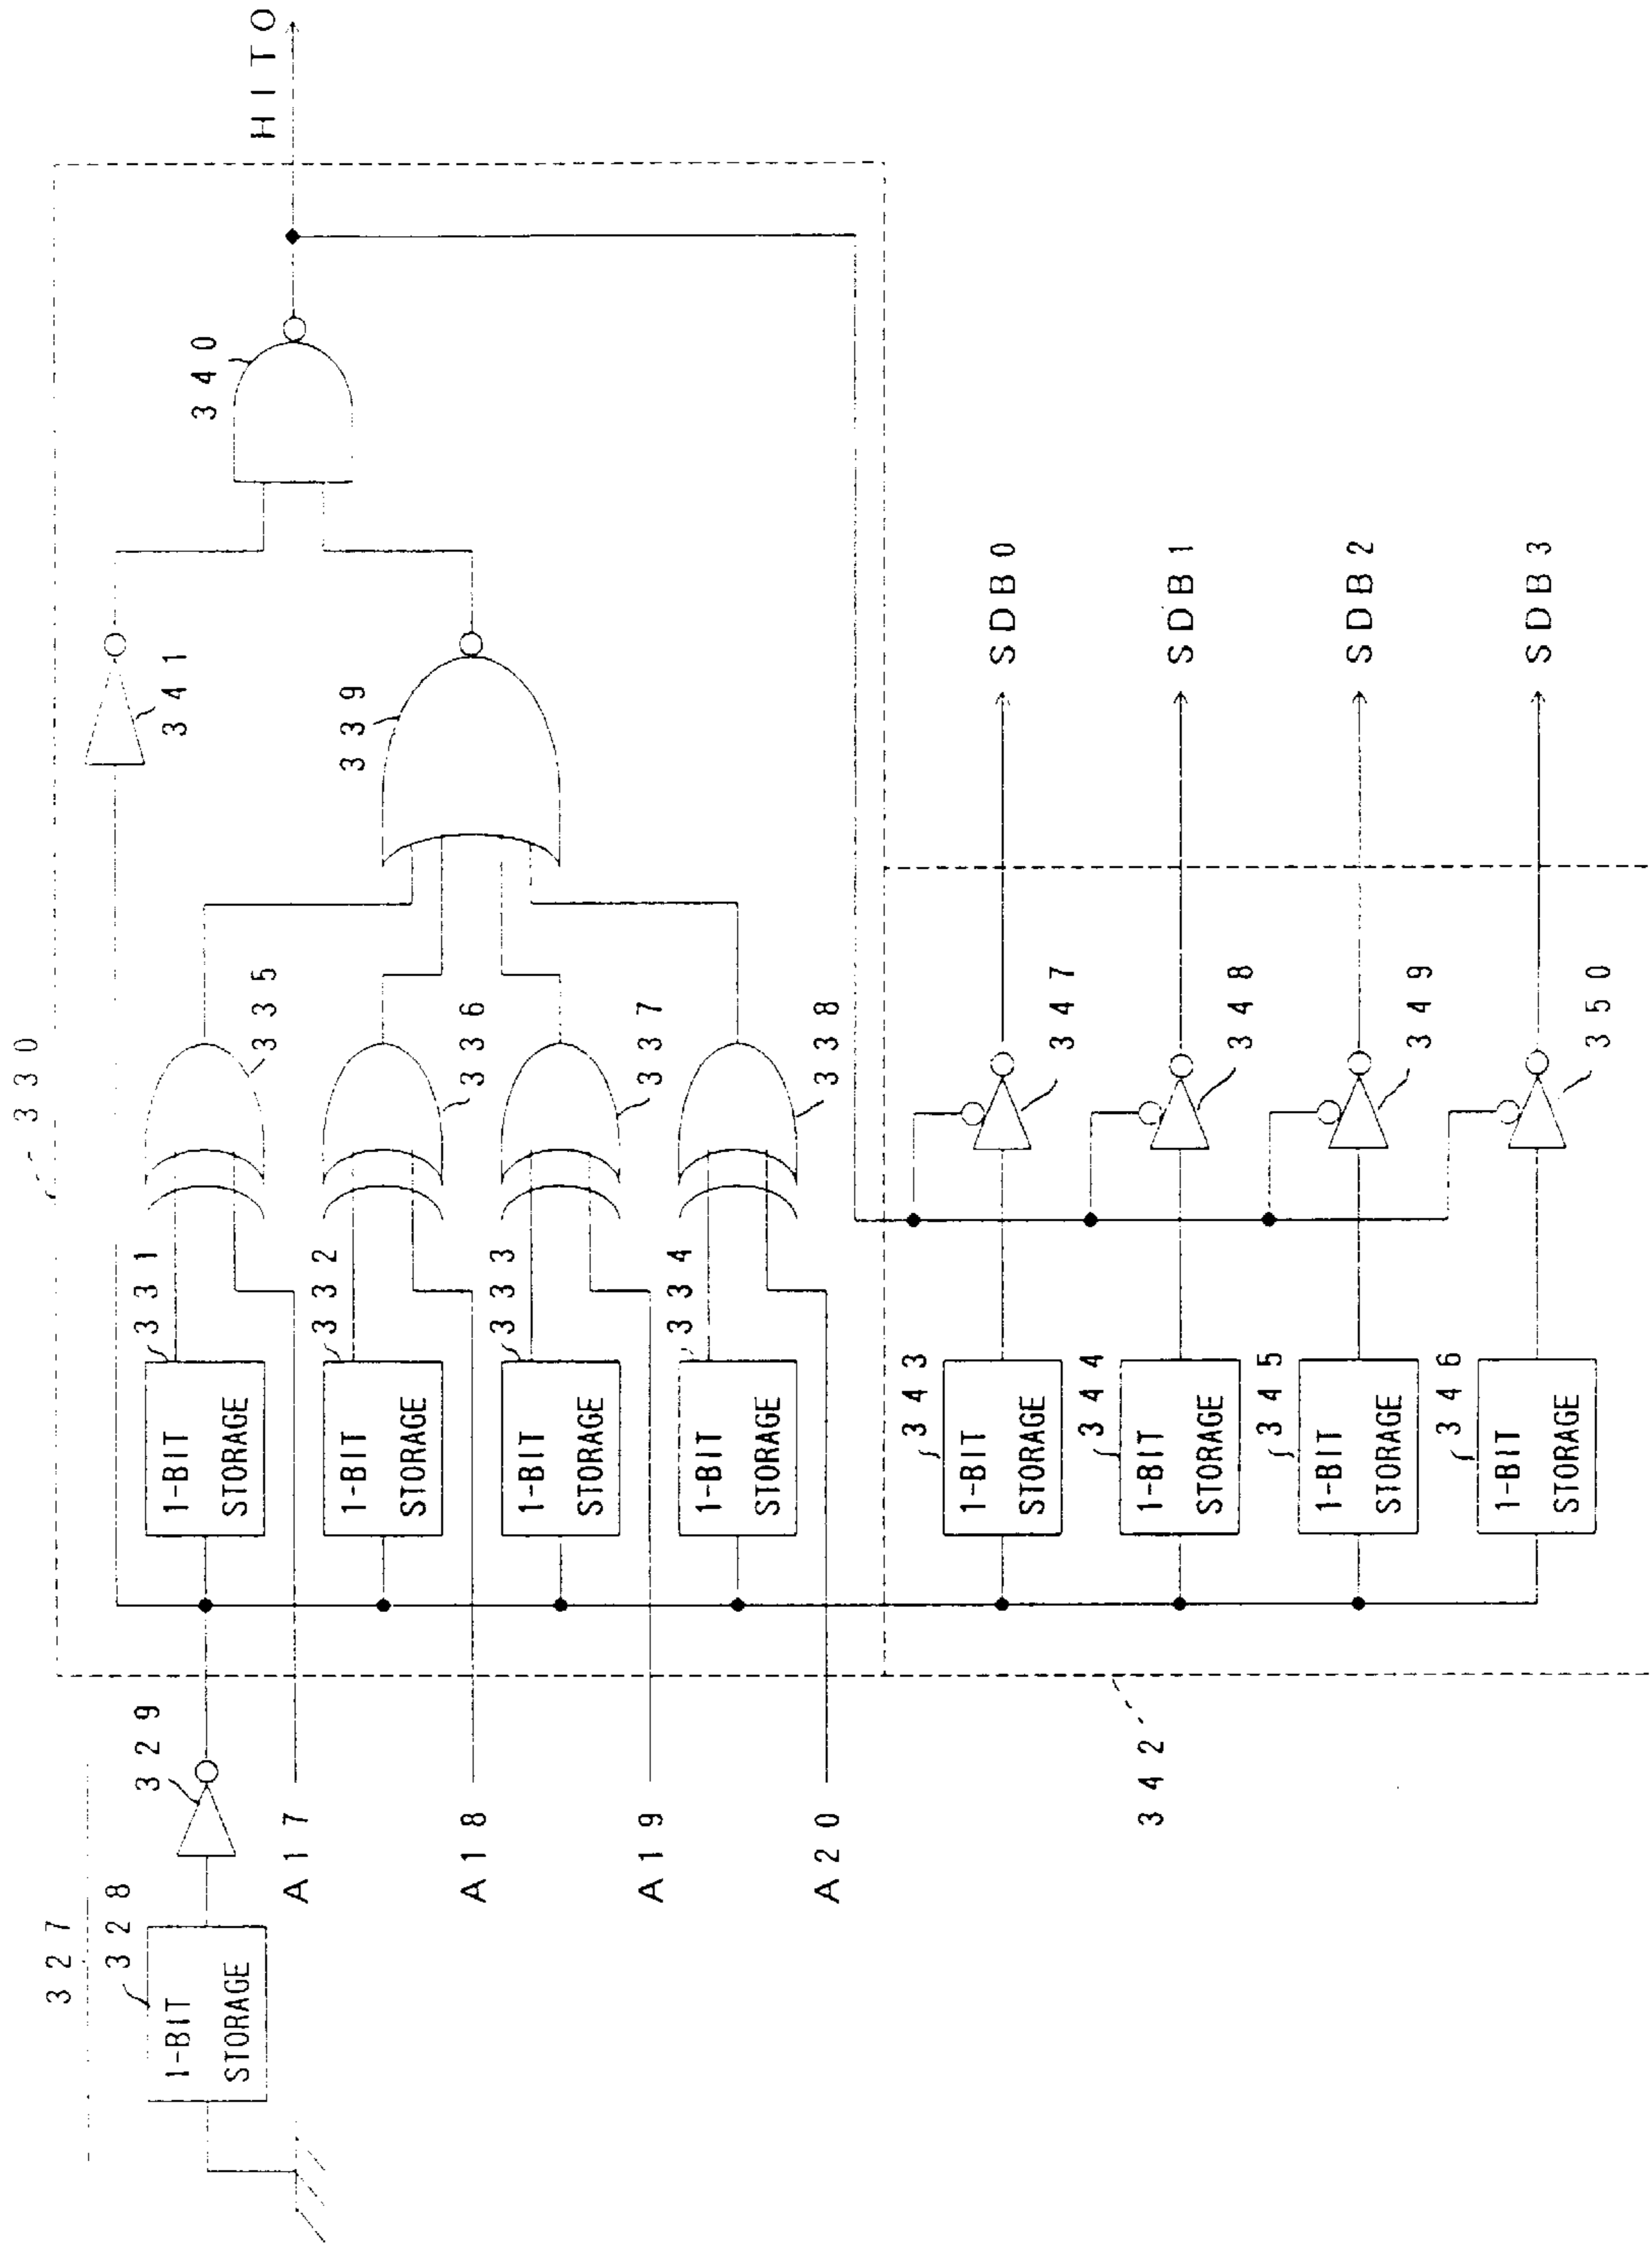 330
HIT0
340
341
339
335
336
337
338
331
332
333
334
1-BIT
STORAGE
1-BIT
STORAGE
1-BIT
STORAGE
1-BIT
STORAGE
327
328
329
1-BIT
STORAGE
A17
A18
A19
A20
342
343
344
345
346
1-BIT
STORAGE
1-BIT
STORAGE
1-BIT
STORAGE
1-BIT
STORAGE
347
348
349
350
SDB0
SDB1
SDB2
SDB3